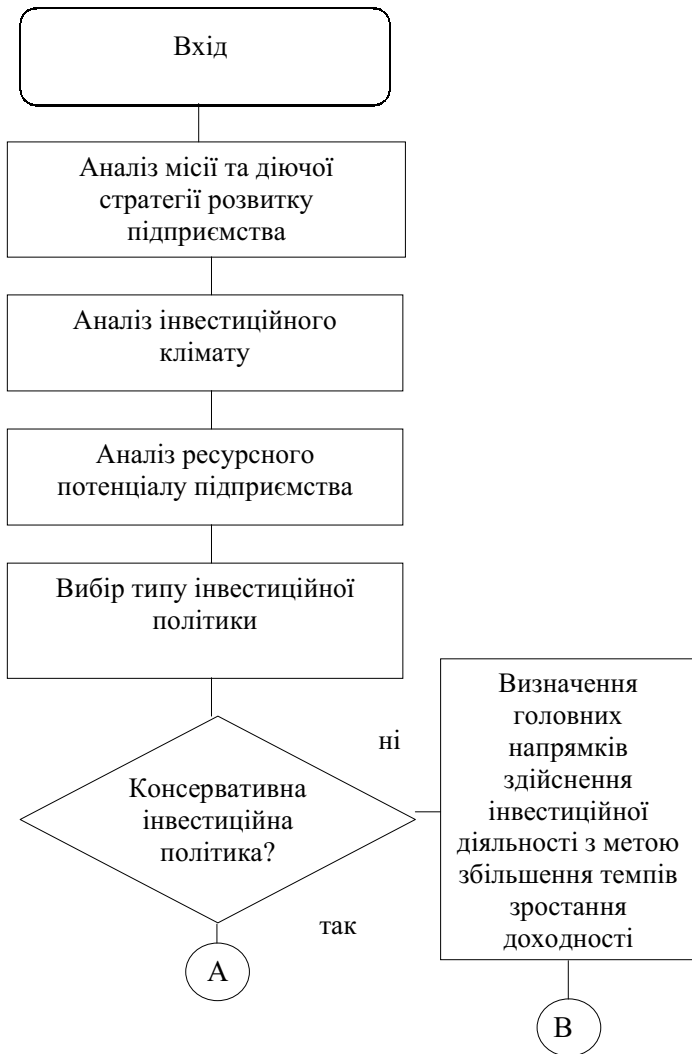 Вхід
Аналіз місії та діючої
стратегії розвитку
підприємства
Аналіз інвестиційного
клімату
Аналіз ресурсного
потенціалу підприємства
Вибір типу інвестиційної
політики
Консервативна
інвестиційна
політика?
ні
так
Визначення
головних
напрямків
здійснення
інвестиційної
діяльності з метою
збільшення темпів
зростання
доходності
А
В